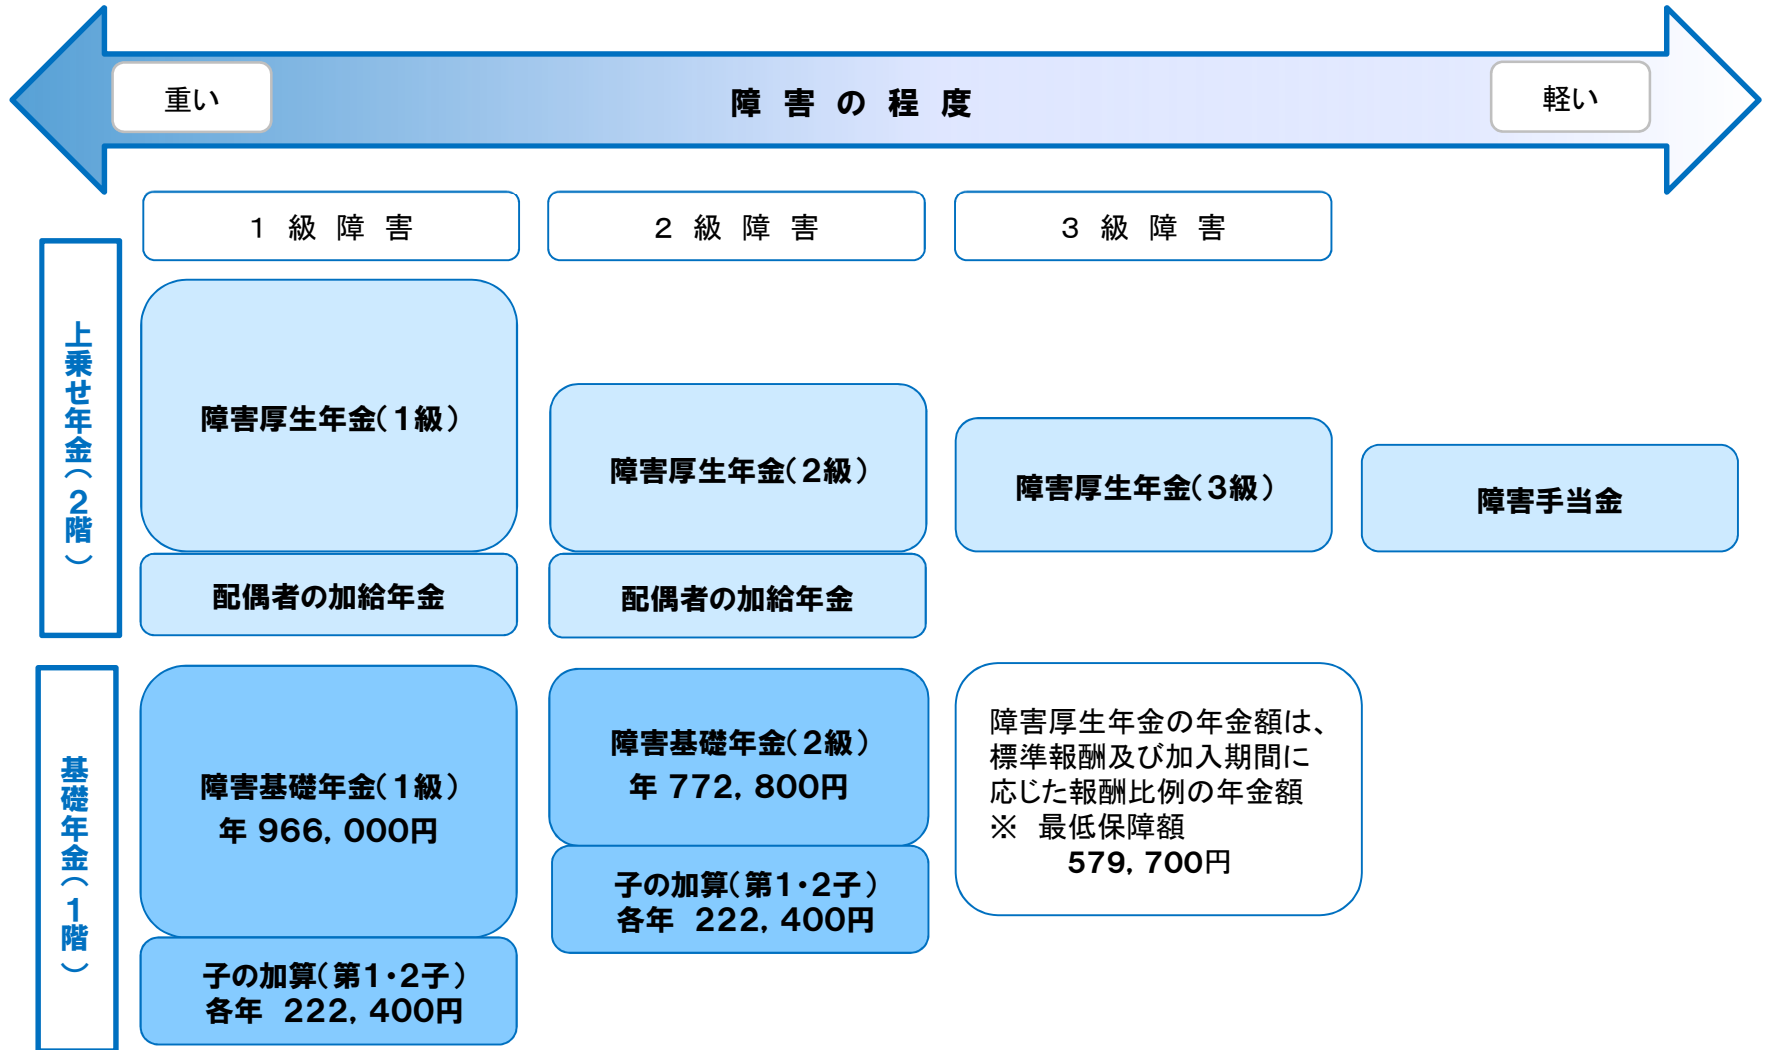 重い
障害の程度
軽い
1級障害
2級障害
3級障害
上乗せ年金(2階)
障害厚生年金(1級)
障害厚生年金(2級)
障害厚生年金(3級)
障害手当金
配偶者の加給年金
配偶者の加給年金
基礎年金(1階)
障害基礎年金(1級)
年 966,000円
子の加算(第1・2子)
各年 222,400円
障害基礎年金(2級)
年 772,800円
子の加算(第1・2子)
各年 222,400円
障害厚生年金の年金額は、
標準報酬及び加入期間に
応じた報酬比例の年金額
※ 最低保障額
579,700円